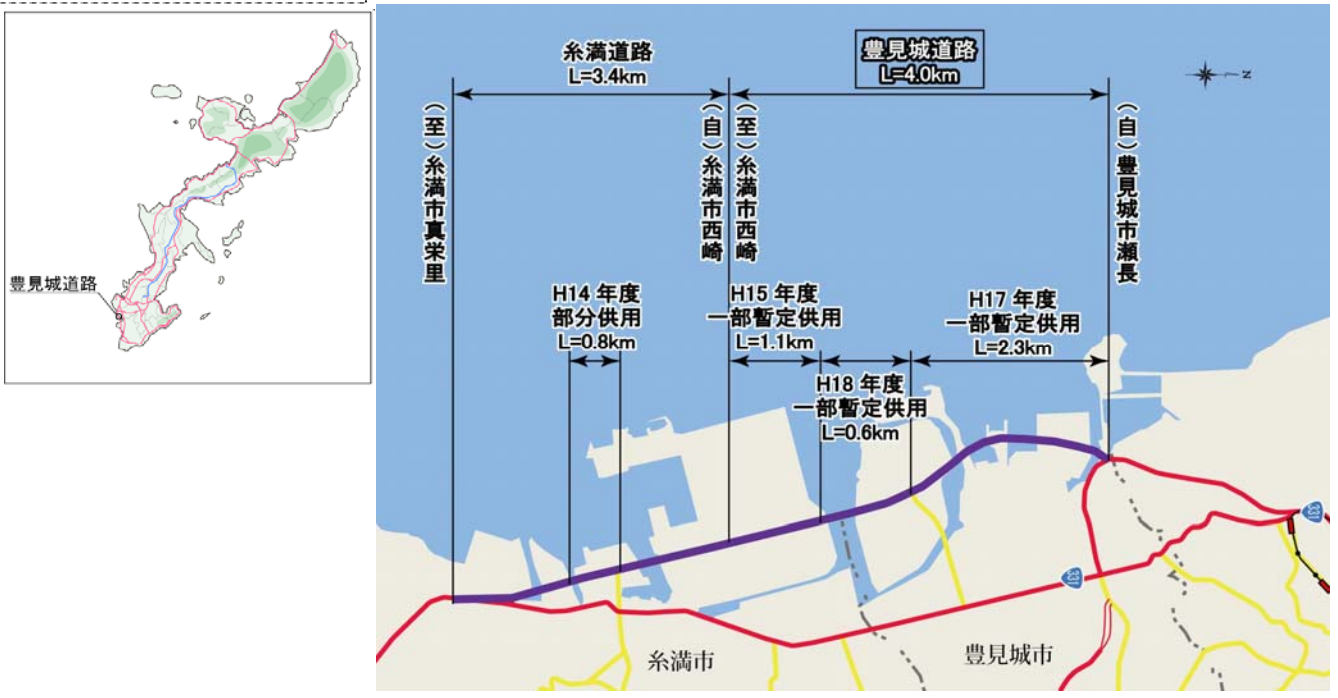 豊見城道路
糸満道路
L=3.4km
豊見城道路
L=4.0km
N
(至)糸満市真栄里
(自)糸満市西崎
(至)糸満市西崎
(自)豊見城市瀬長
H14 年度
部分供用
L=0.8km
H15 年度
一部暫定供用
L=1.1km
H18 年度
一部暫定供用
L=0.6km
H17 年度
一部暫定供用
L=2.3km
331
331
糸満市
豊見城市